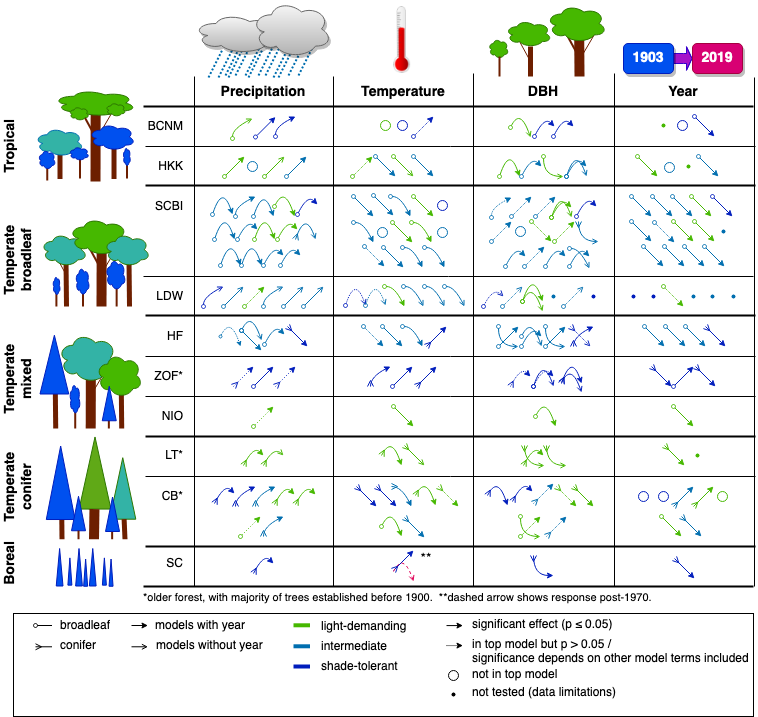 1903
2019
Precipitation
Temperature
DBH
Year
Tropical
BCNM
HKK
Temperate
broadleaf
SCBI
LDW
Temperate
mixed
HF
ZOF*
NIO
Temperate
conifer
LT*
CB*
Boreal
SC
**
*older forest, with majority of trees established before 1900. **dashed arrow shows response post-1970.
broadleaf
models with year
light-demanding
significant effect (p ≤ 0.05)
conifer
models without year
intermediate
in top model but p > 0.05 /
significance depends on other model terms included
shade-tolerant
not in top model
not tested (data limitations)